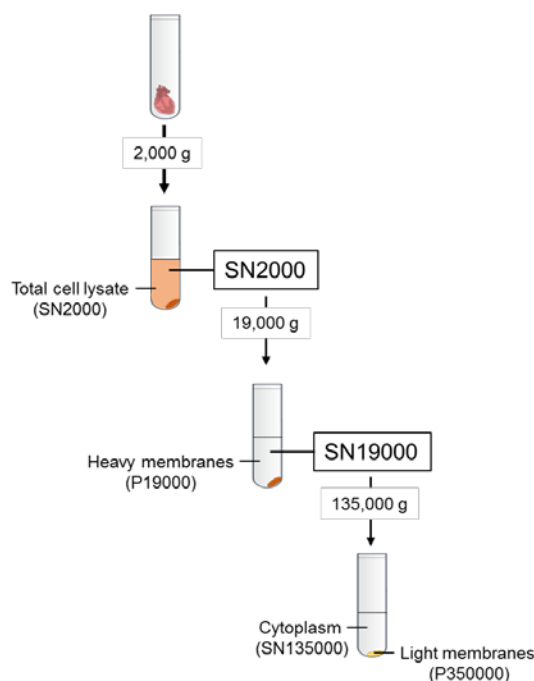 2,000 g
Total cell lysate
(SN2000)
SN2000
19,000 g
Heavy membranes
(P19000)
SN19000
135,000 g
Cytoplasm
(SN135000)
Light membranes
(P350000)